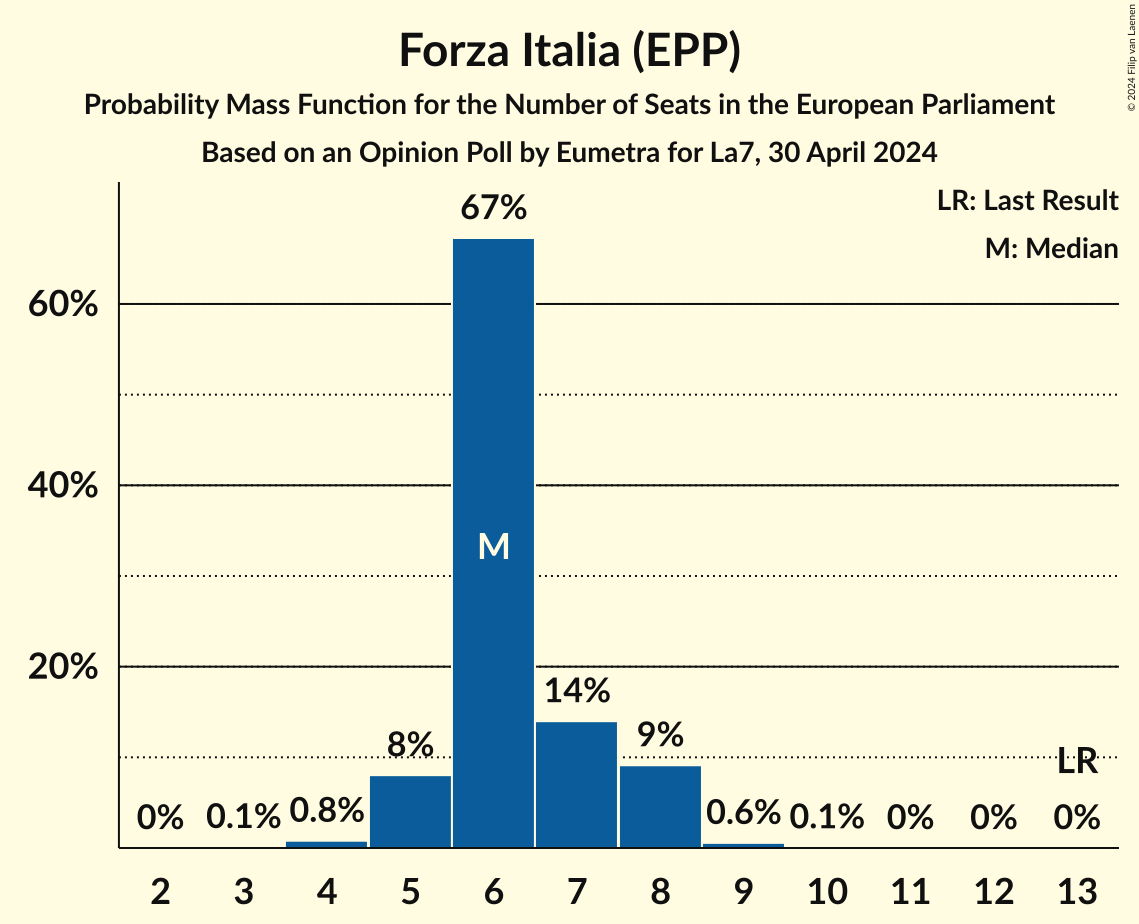 Forza Italia (EPP)
Probability Mass Function for the Number of Seats in the European Parliament
Based on an Opinion Poll by Eumetra for La7, 30 April 2024
© 2024 Filip van Laenen
LR: Last Result
M: Median
67%
60%
40%
M
20%
14%
9%
8%
LR
0%
0.1%
0.8%
0.6%
0.1%
0%
0%
0%
2 3 4 5 6 7 8 9 10 11 12 13